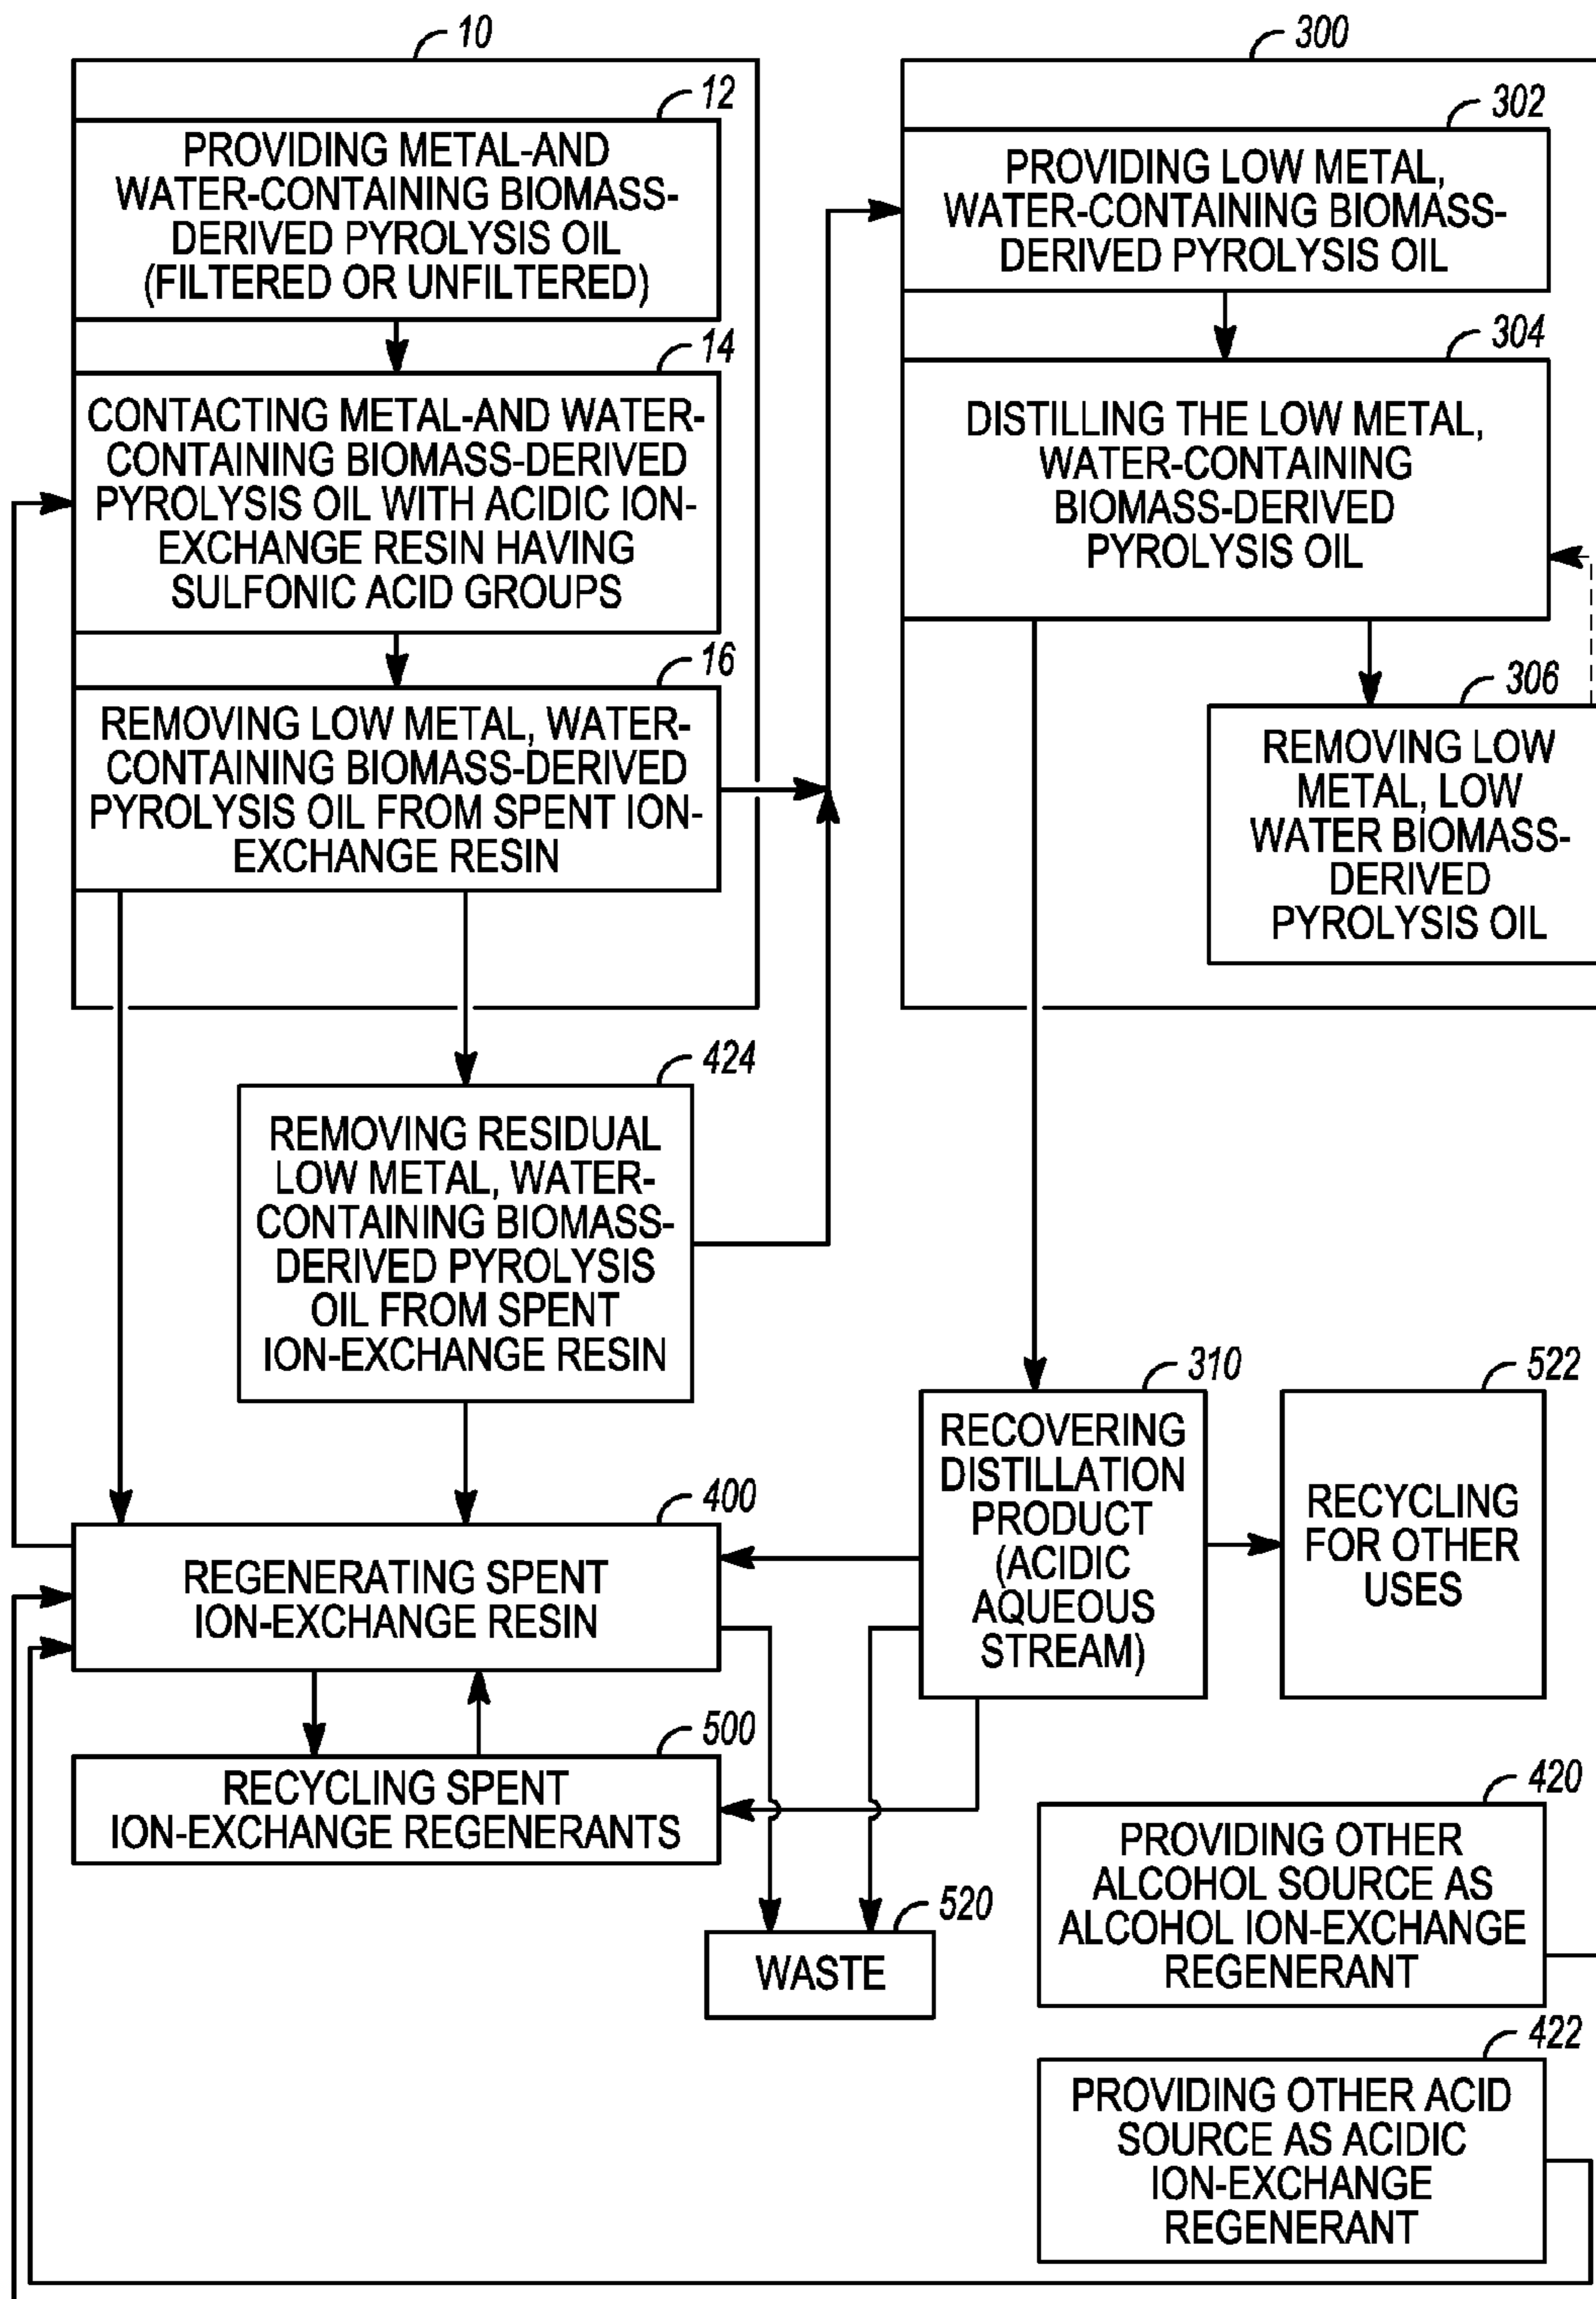 10
12
PROVIDING METAL-AND
WATER-CONTAINING BIOMASS-
DERIVED PYROLYSIS OIL
(FILTERED OR UNFILTERED)
14
CONTACTING METAL-AND WATER-
CONTAINING BIOMASS-DERIVED
PYROLYSIS OIL WITH ACIDIC ION-
EXCHANGE RESIN HAVING
SULFONIC ACID GROUPS
16
REMOVING LOW METAL, WATER-
CONTAINING BIOMASS-DERIVED
PYROLYSIS OIL FROM SPENT ION-
EXCHANGE RESIN
300
302
PROVIDING LOW METAL,
WATER-CONTAINING BIOMASS-
DERIVED PYROLYSIS OIL
304
DISTILLING THE LOW METAL,
WATER-CONTAINING
BIOMASS-DERIVED
PYROLYSIS OIL
306
REMOVING LOW
METAL, LOW
WATER BIOMASS-
DERIVED
PYROLYSIS OIL
424
REMOVING RESIDUAL
LOW METAL, WATER-
CONTAINING BIOMASS-
DERIVED PYROLYSIS
OIL FROM SPENT
ION-EXCHANGE RESIN
310
RECOVERING
DISTILLATION
PRODUCT
(ACIDIC
AQUEOUS
STREAM)
522
RECYCLING
FOR OTHER
USES
400
REGENERATING SPENT
ION-EXCHANGE RESIN
500
RECYCLING SPENT
ION-EXCHANGE REGENERANTS
520
WASTE
420
PROVIDING OTHER
ALCOHOL SOURCE AS
ALCOHOL ION-EXCHANGE
REGENERANT
422
PROVIDING OTHER ACID
SOURCE AS ACIDIC
ION-EXCHANGE
REGENERANT